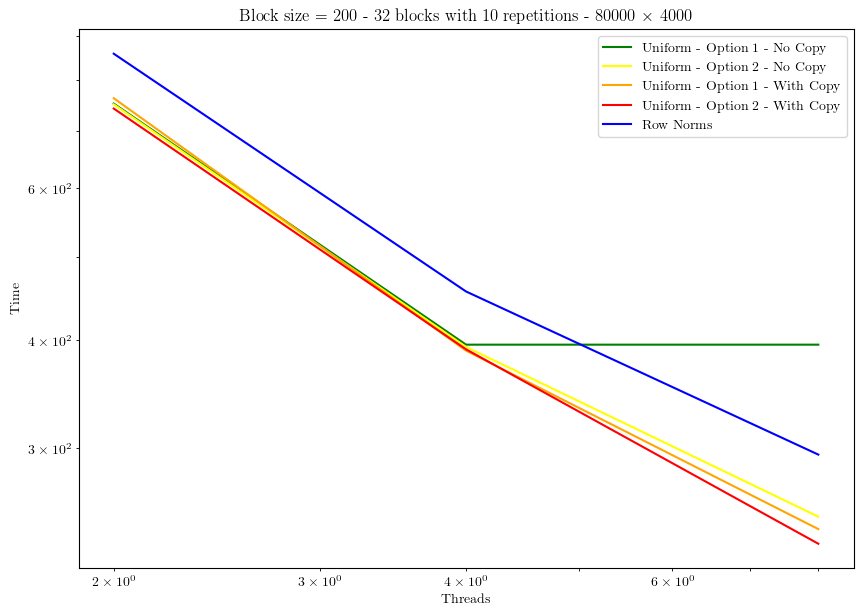 Block size = 200 - 32 blocks with 10 repetitions - 80000 × 4000
Uniform - Option 1 - No Copy
Uniform - Option 2 - No Copy
Uniform - Option 1 - With Copy
Uniform - Option 2 - With Copy
Row Norms
6 × 10²
4 × 10²
3 × 10²
Time
2 × 10⁰
3 × 10⁰
4 × 10⁰
6 × 10⁰
Threads